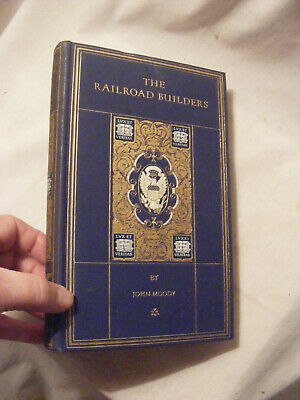 THE
RAILROAD BUILDERS
LVX ET
VERITAS
LVX ET
VERITAS
LVX ET
VERITAS
LVX ET
VERITAS
BY
JOHN MOODY